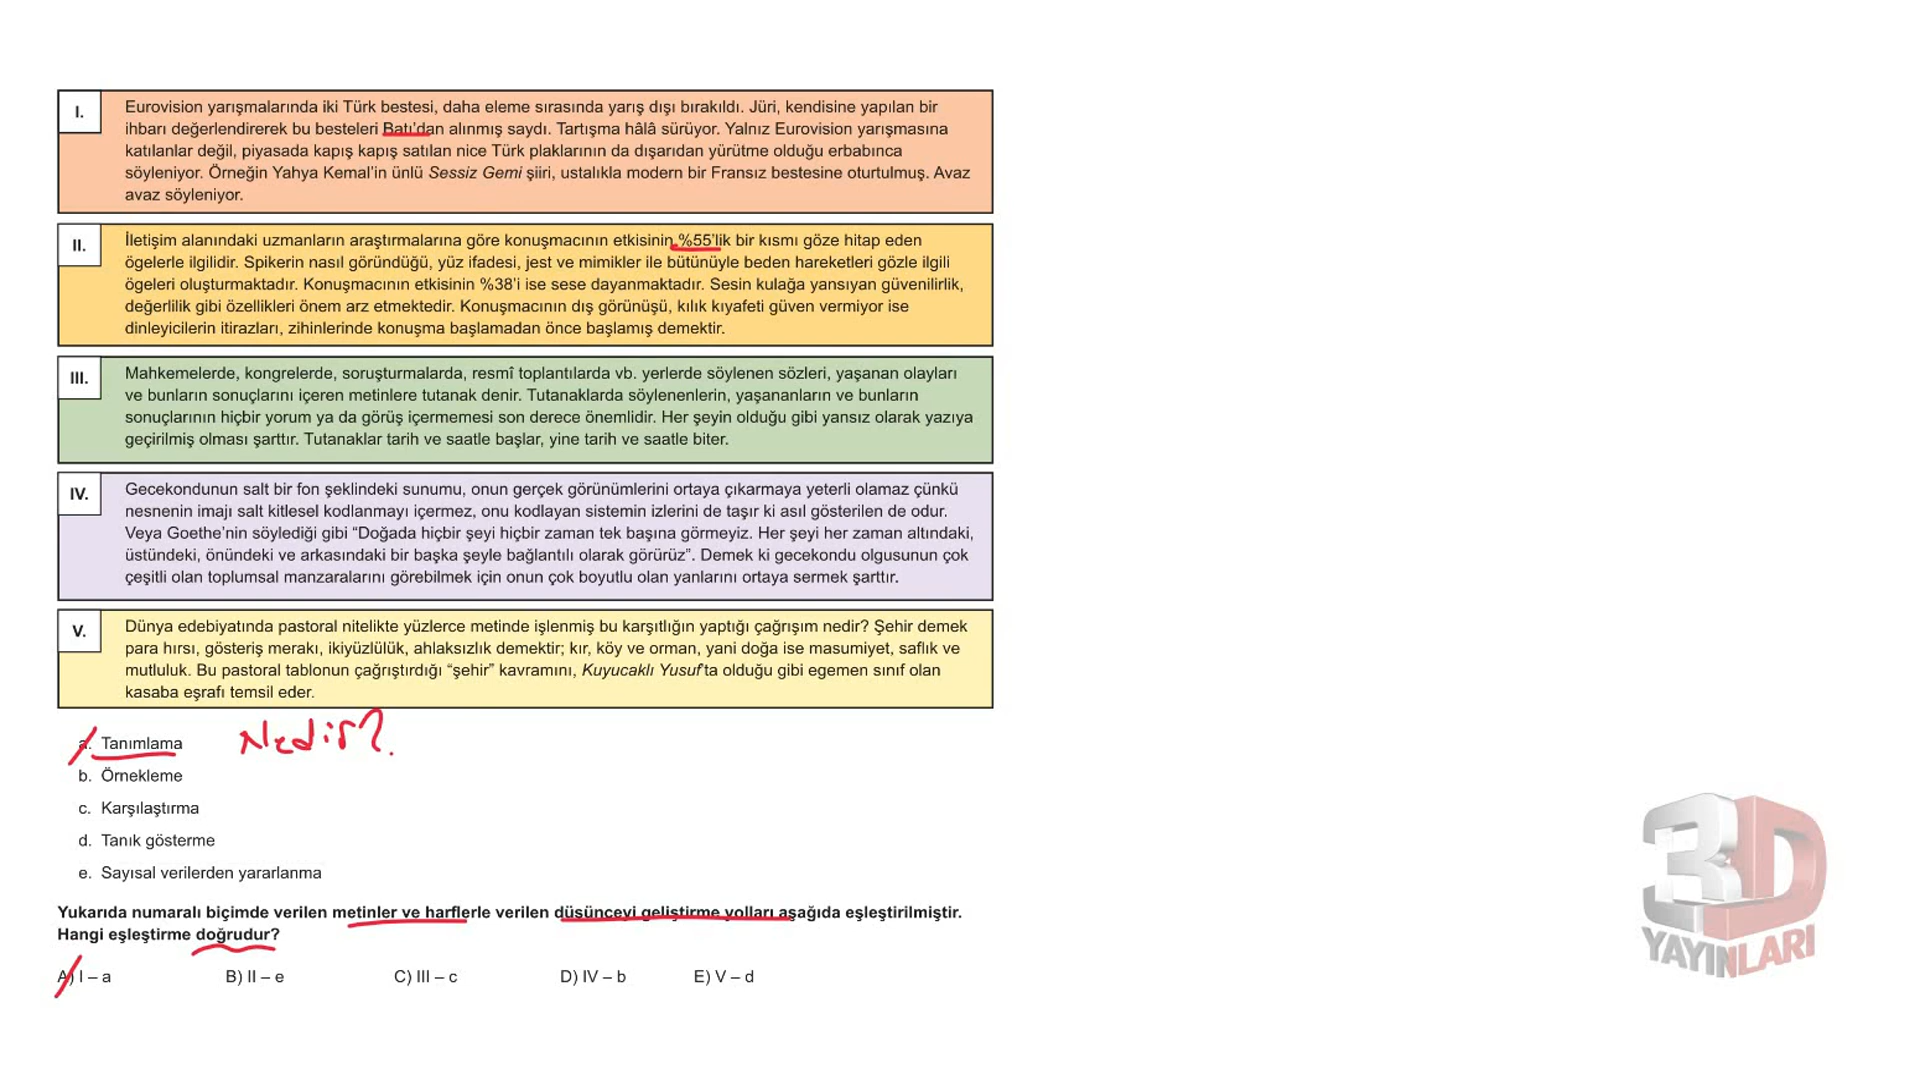 I.
Eurovision yarışmalarında iki Türk bestesi, daha eleme sırasında yarış dışı bırakıldı. Jüri, kendisine yapılan bir
ihbarı değerlendirerek bu besteleri Batı’dan alınmış saydı. Tartışma hâlâ sürüyor. Yalnız Eurovision yarışmasına
katılanlar değil, piyasada kapış kapış satılan nice Türk plaklarının da dışarıdan yürütme olduğu erbabınca
söyleniyor. Örneğin Yahya Kemal’in ünlü Sessiz Gemi şiiri, ustalıkla modern bir Fransız bestesine oturtulmuş. Avaz
avaz söyleniyor.
II.
İletişim alanındaki uzmanların araştırmalarına göre konuşmacının etkisinin %55’lik bir kısmı göze hitap eden
ögelerle ilgilidir. Spikerin nasıl göründüğü, yüz ifadesi, jest ve mimikler ile bütünüyle beden hareketleri gözle ilgili
ögeleri oluşturmaktadır. Konuşmacının etkisinin %38’i ise sese dayanmaktadır. Sesin kulağa yansıyan güvenilirlik,
değerlilik gibi özellikleri önem arz etmektedir. Konuşmacının dış görünüşü, kılık kıyafeti güven vermiyor ise
dinleyicilerin itirazları, zihinlerinde konuşma başlamadan önce başlamış demektir.
III.
Mahkemelerde, kongrelerde, soruşturmalarda, resmî toplantılarda vb. yerlerde söylenen sözleri, yaşanan olayları
ve bunların sonuçlarını içeren metinlere tutanak denir. Tutanaklarda söylenenlerin, yaşananların ve bunların
sonuçlarının hiçbir yorum ya da görüş içermemesi son derece önemlidir. Her şeyin olduğu gibi yansız olarak yazıya
geçirilmiş olması şarttır. Tutanaklar tarih ve saatle başlar, yine tarih ve saatle biter.
IV.
Gecekondunun salt bir fon şeklindeki sunumu, onun gerçek görünümlerini ortaya çıkarmaya yeterli olamaz çünkü
nesnenin imajı salt kitlesel kodlanmayı içermez, onu kodlayan sistemin izlerini de taşır ki asıl gösterilen de odur.
Veya Goethe’nin söylediği gibi “Doğada hiçbir şeyi hiçbir zaman tek başına görmeyiz. Her şeyi her zaman altındaki,
üstündeki, önündeki ve arkasındaki bir başka şeyle bağlantılı olarak görürüz”. Demek ki gecekondu olgusunun çok
çeşitli olan toplumsal manzaralarını görebilmek için onun çok boyutlu olan yanlarını ortaya sermek şarttır.
V.
Dünya edebiyatında pastoral nitelikte yüzlerce metinde işlenmiş bu karşıtlığın yaptığı çağrışım nedir? Şehir demek
para hırsı, gösteriş merakı, ikiyüzlülük, ahlaksızlık demektir; kır, köy ve orman, yani doğa ise masumiyet, saflık ve
mutluluk. Bu pastoral tablonun çağrıştırdığı “şehir” kavramını, Kuyucaklı Yusuf’ta olduğu gibi egemen sınıf olan
kasaba eşrafı temsil eder.
a. Tanımlama Nedir?
b. Örnekleme
c. Karşılaştırma
d. Tanık gösterme
e. Sayısal verilerden yararlanma
Yukarıda numaralı biçimde verilen metinler ve harflerle verilen düşünceyi geliştirme yolları aşağıda eşleştirilmiştir.
Hangi eşleştirme doğrudur?
A) I – a B) II – e C) III – c D) IV – b E) V – d
3D
YAYINLARI